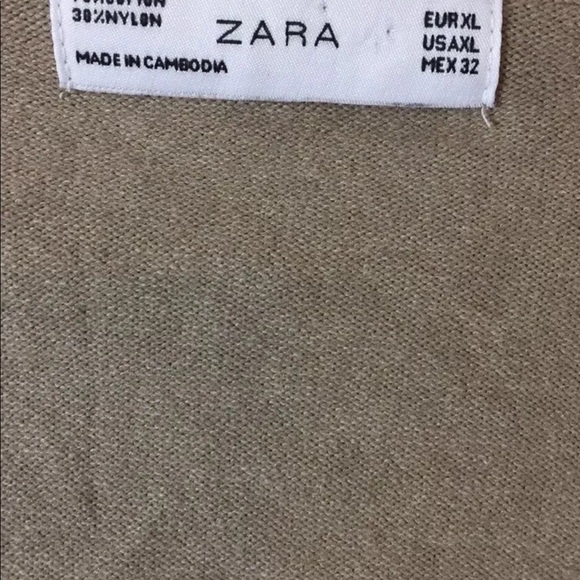 30%NYLON
ZARA
MADE IN CAMBODIA
EUR XL
USA XL
MEX 32